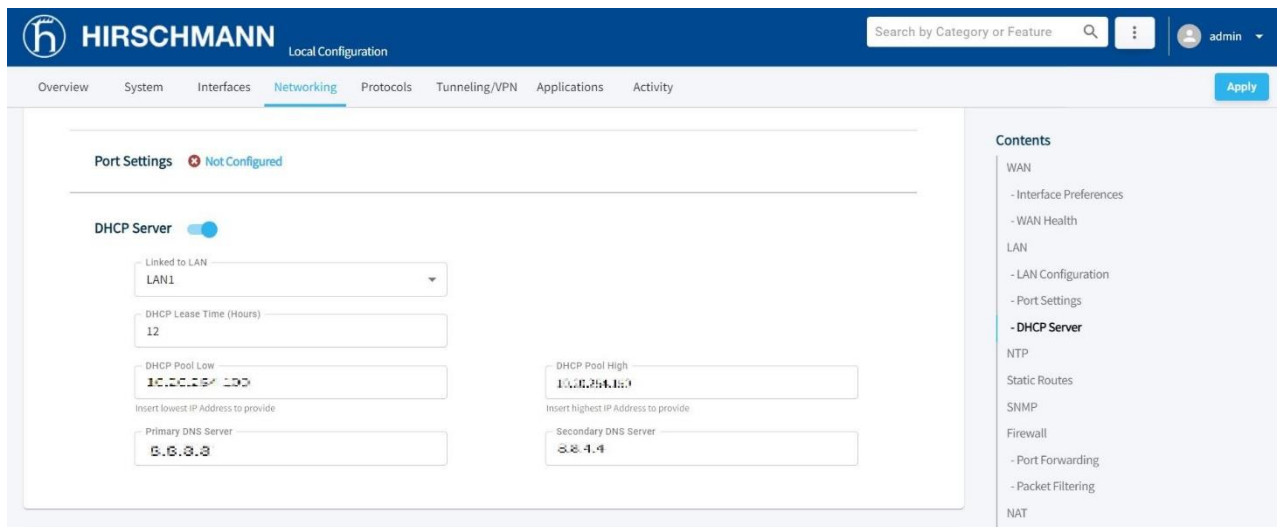 HIRSCHMANN
Local Configuration
Search by Category or Feature
admin
Overview System Interfaces Networking Protocols Tunneling/VPN Applications Activity
Apply
Port Settings Not Configured
DHCP Server
Linked to LAN
LAN1
DHCP Lease Time (Hours)
12
DHCP Pool Low
DHCP Pool High
Insert lowest IP Address to provide
Insert highest IP Address to provide
Primary DNS Server
Secondary DNS Server
8.8.4.4
Contents
WAN
- Interface Preferences
- WAN Health
LAN
- LAN Configuration
- Port Settings
- DHCP Server
NTP
Static Routes
SNMP
Firewall
- Port Forwarding
- Packet Filtering
NAT